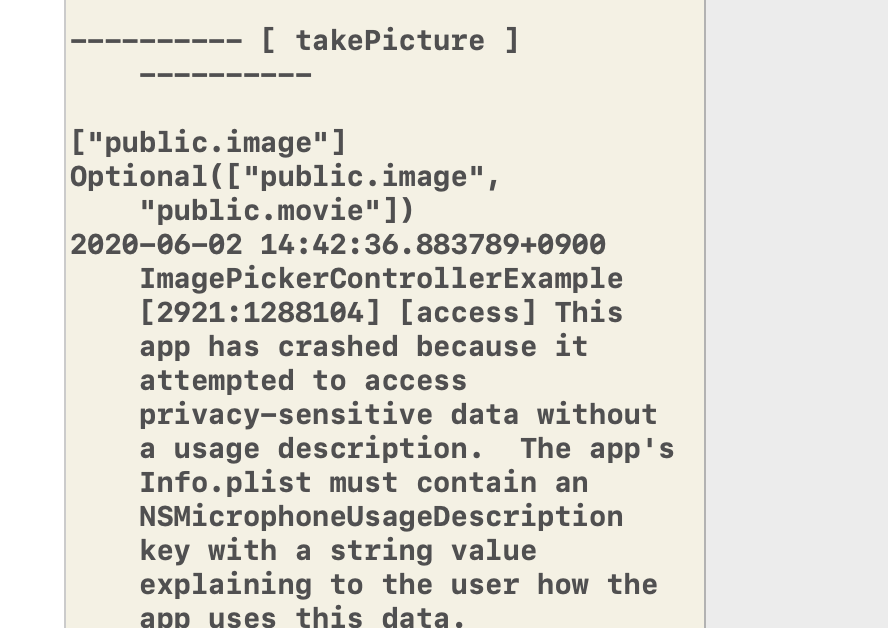 ---------- [ takePicture ]
----------
["public.image"]
Optional(["public.image",
"public.movie"])
2020-06-02 14:42:36.883789+0900
ImagePickerControllerExample
[2921:1288104] [access] This
app has crashed because it
attempted to access
privacy-sensitive data without
a usage description.  The app's
Info.plist must contain an
NSMicrophoneUsageDescription
key with a string value
explaining to the user how the
app uses this data.